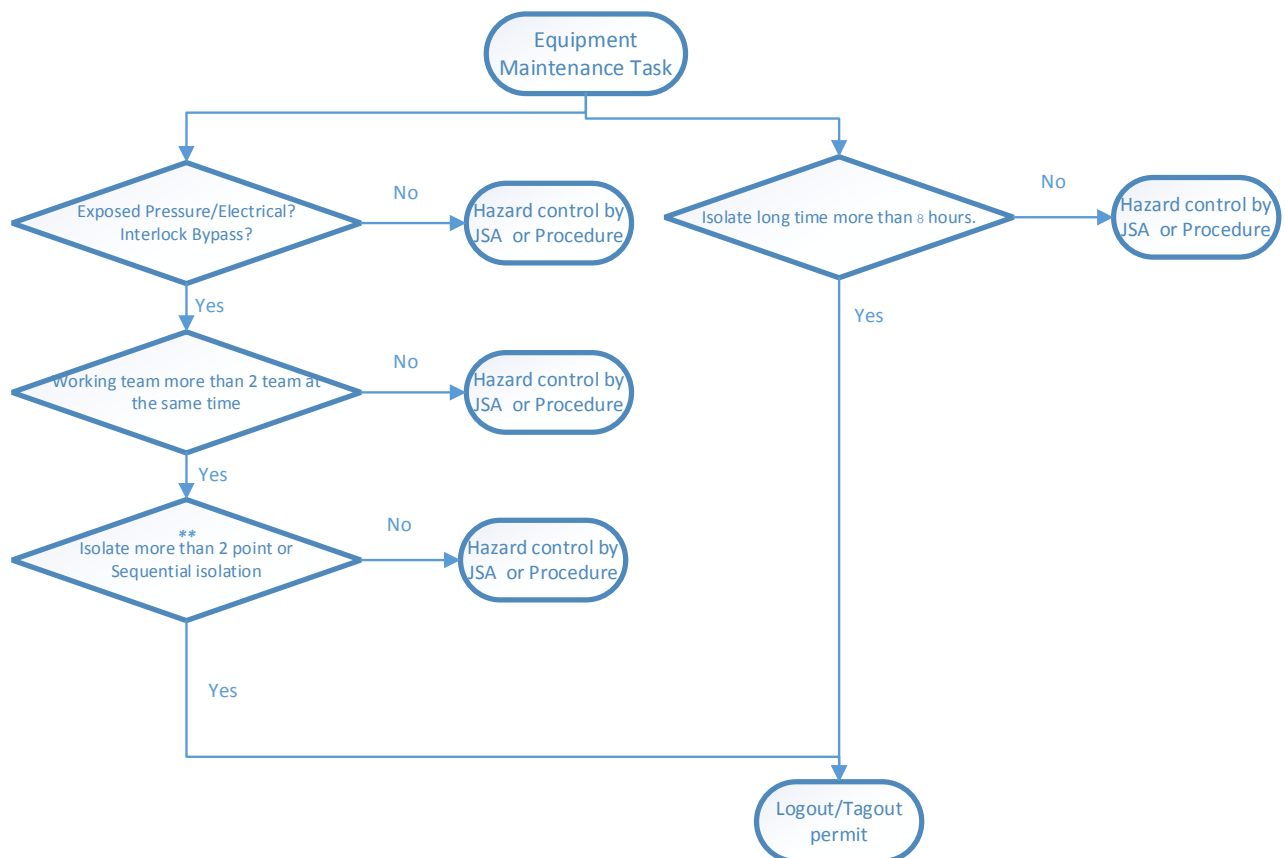 Equipment
Maintenance Task
Exposed Pressure/Electrical?
Interlock Bypass?
No
Hazard control by
JSA or Procedure
Isolate long time more than 8 hours.
No
Hazard control by
JSA or Procedure
Yes
Yes
Working team more than 2 team at
the same time
No
Hazard control by
JSA or Procedure
Yes
**
Isolate more than 2 point or
Sequential isolation
No
Hazard control by
JSA or Procedure
Yes
Logout/Tagout
permit